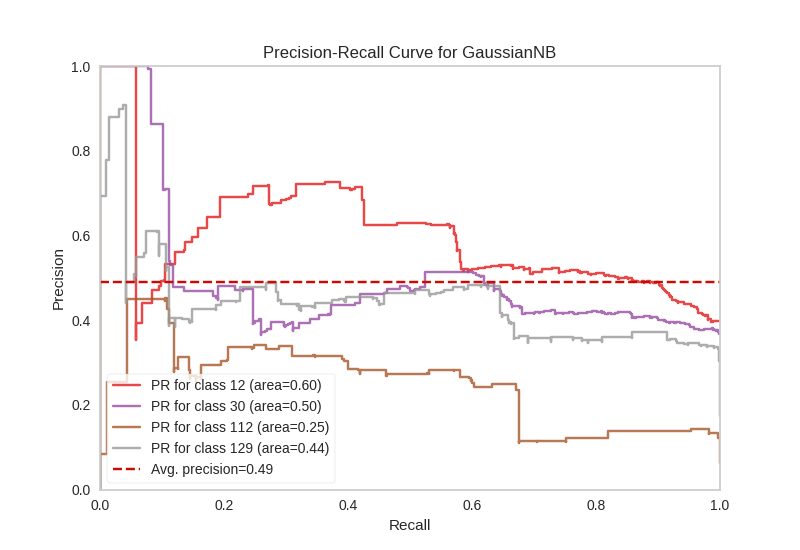 Precision-Recall Curve for GaussianNB
1.0
0.8
0.6
0.4
0.2
0.0
Precision
PR for class 12 (area=0.60)
PR for class 30 (area=0.50)
PR for class 112 (area=0.25)
PR for class 129 (area=0.44)
Avg. precision=0.49
0.0 0.2 0.4 0.6 0.8 1.0
Recall